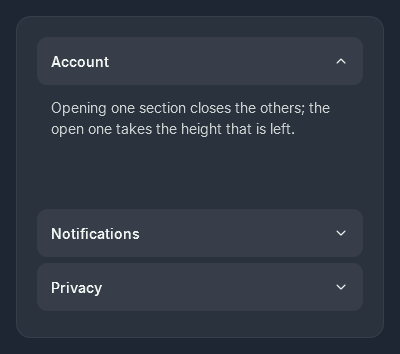 Account
Opening one section closes the others; the
open one takes the height that is left.
Notifications
Privacy